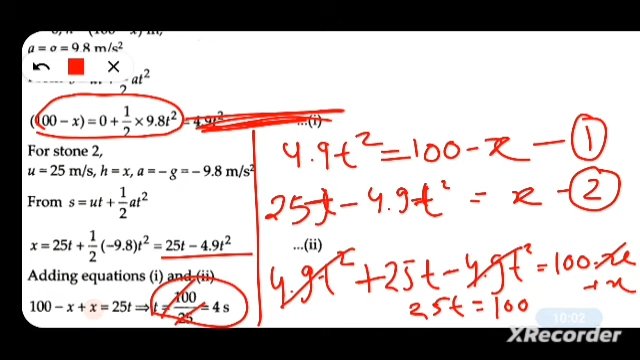 a = g = 9.8 m/s²
(100 − x) = 0 + 1/2 × 9.8t² = 4.9t² ...(i)
For stone 2,
u = 25 m/s, h = x, a = −g = −9.8 m/s²
From s = ut + 1/2 at²
x = 25t + 1/2 (−9.8)t² = 25t − 4.9t² ...(ii)
Adding equations (i) and (ii)
100 − x + x = 25t ⇒ t = 100/25 = 4 s
4.9t² = 100 − x — 1
25t − 4.9t² = x − 2
4.9t² + 25t − 4.9t² = 100 − x + x
25t = 100
10:02
XRecorder